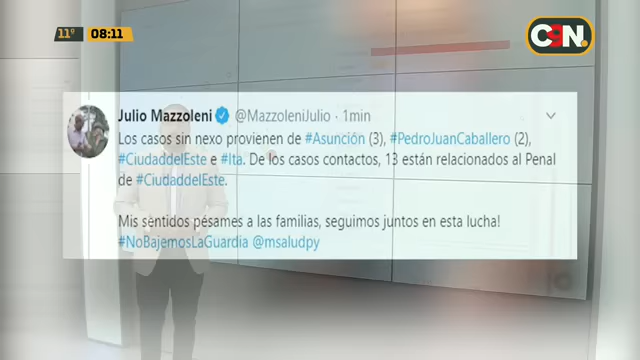 11° 08:11
C9N.
Julio Mazzoleni @MazzoleniJulio · 1min
Los casos sin nexo provienen de #Asunción (3), #PedroJuanCaballero (2),
#CiudaddelEste e #Ita. De los casos contactos, 13 están relacionados al Penal
de #CiudaddelEste.
Mis sentidos pésames a las familias, seguimos juntos en esta lucha!
#NoBajemosLaGuardia @msaludpy